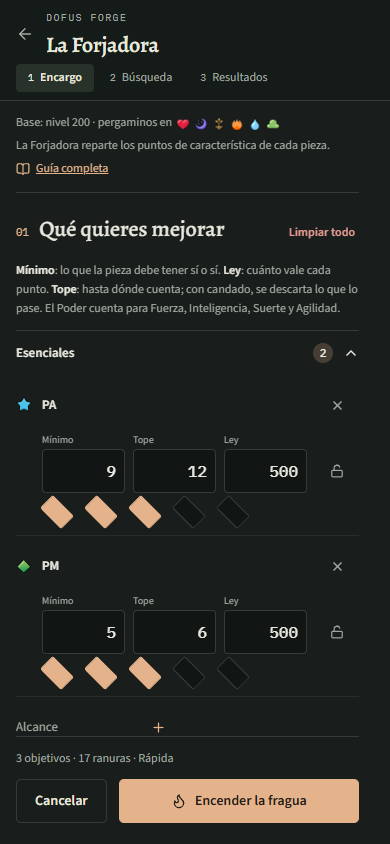 DOFUS FORGE
La Forjadora
1 Encargo 2 Búsqueda 3 Resultados
Base: nivel 200 · pergaminos en
La Forjadora reparte los puntos de característica de cada pieza.
Guía completa
01 Qué quieres mejorar Limpiar todo
Mínimo: lo que la pieza debe tener sí o sí. Ley: cuánto vale cada
punto. Tope: hasta dónde cuenta; con candado, se descarta lo que lo
pase. El Poder cuenta para Fuerza, Inteligencia, Suerte y Agilidad.
Esenciales 2
PA
Mínimo Tope Ley
9 12 500
PM
Mínimo Tope Ley
5 6 500
Alcance
3 objetivos · 17 ranuras · Rápida
Cancelar Encender la fragua